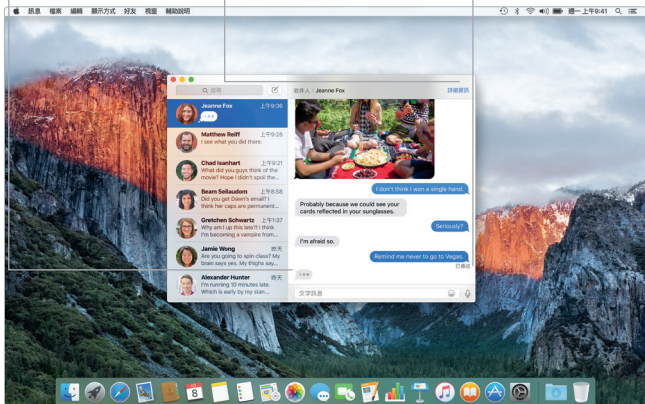 訊息 檔案 編輯 顯示方式 好友 視窗 輔助說明
週一上午9:41
搜尋
收件人：Jeanne Fox
詳細資訊
Jeanne Fox 上午9:36
Matthew Reiff 上午9:28
I see what you did there.
Chad Isanhart 上午9:21
What did you guys think of the
movie? Hope I didn't spoil the...
Beam Seilaudom 上午8:58
Did you get Dawn's email? I
think her caps are permanent...
Gretchen Schwartz 上午1:37
Why am I up this late?! I think
I'm becoming a vampire from...
Jamie Wong 昨天
Are you going to spin class? My
brain says yes. My thighs say...
Alexander Hunter 昨天
I'm running 10 minutes late.
Which is early by my stan...
I don't think I won a single hand.
Probably because we could see your
cards reflected in your sunglasses.
Seriously?
I'm afraid so.
Remind me never to go to Vegas.
已傳送
文字訊息
8